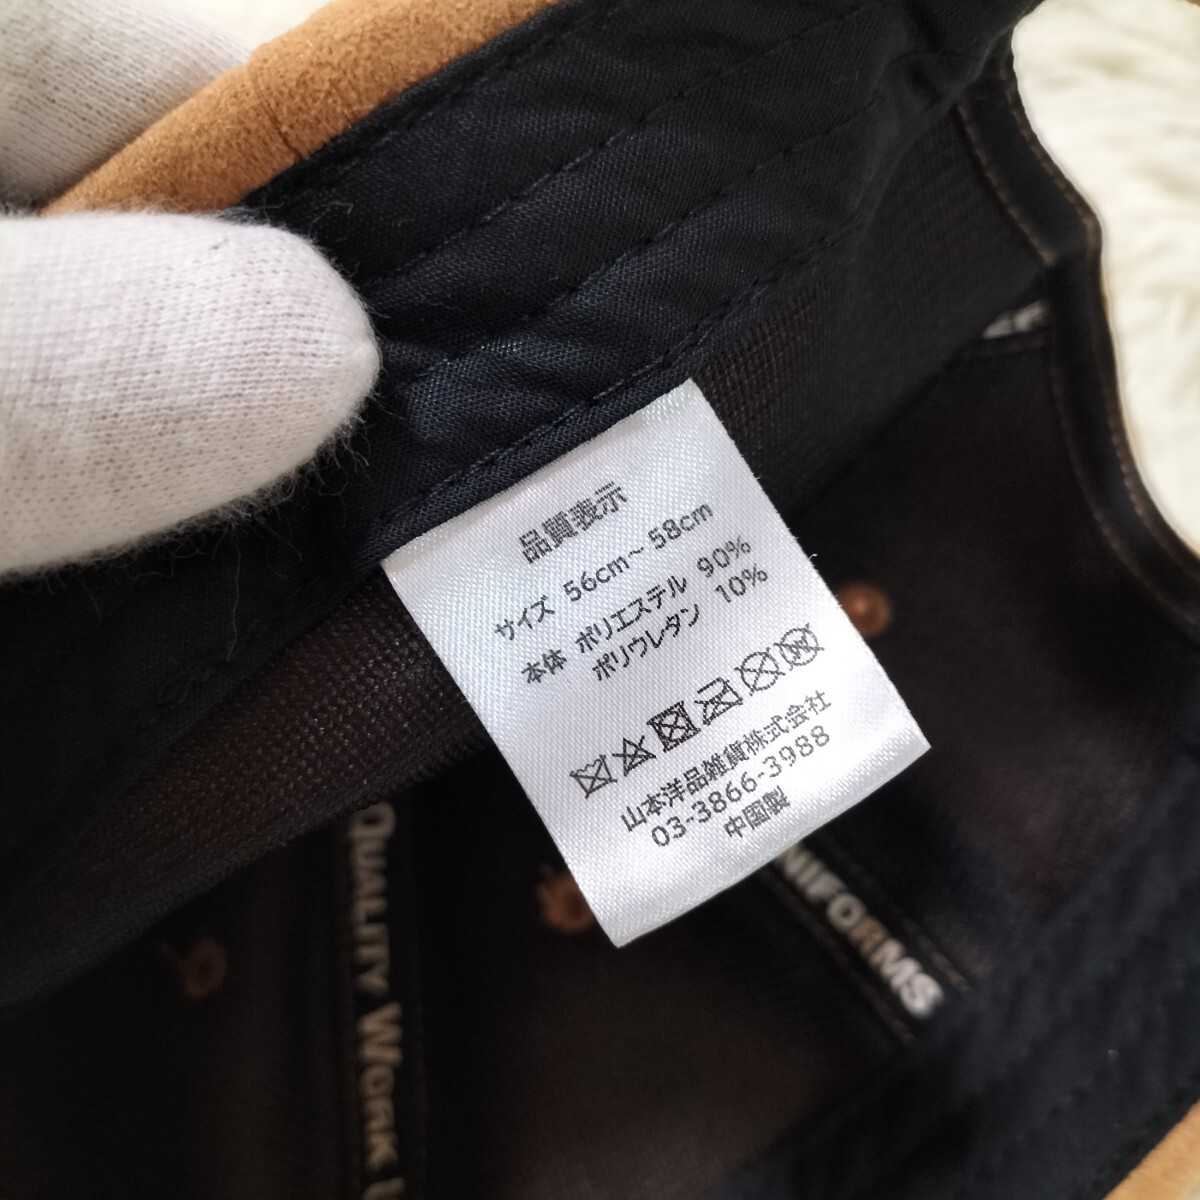 品質表示
サイズ 56cm～58cm
本体 ポリエステル 90%
ポリウレタン 10%
山本洋品雑貨株式会社
03-3866-3988
中国製
QUALITY WORK U
NIFORMS